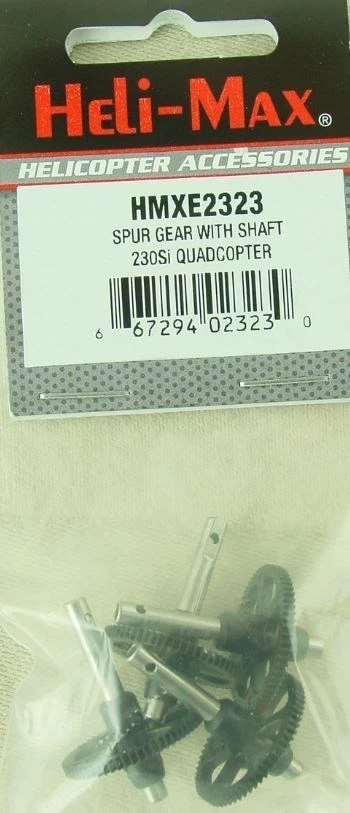 HELI-MAX®
HELICOPTER ACCESSORIES
HMXE2323
SPUR GEAR WITH SHAFT
230Si QUADCOPTER
6 67294 02323 0